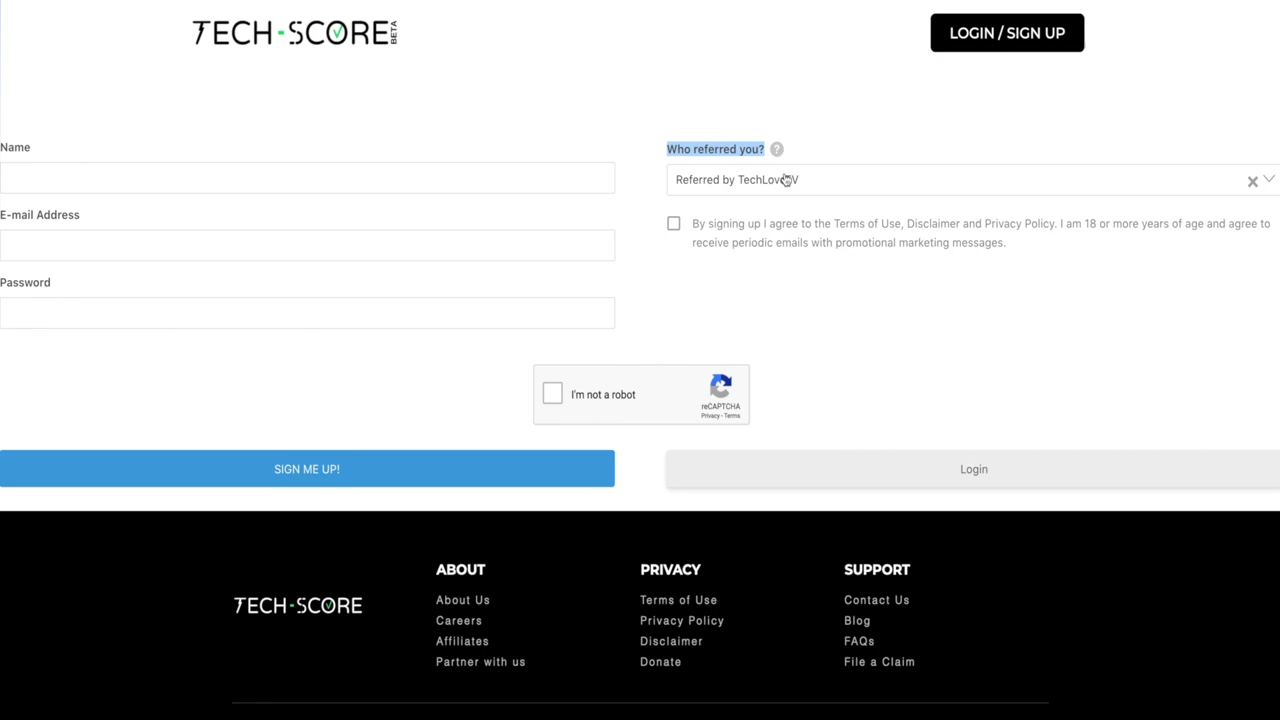 TECH-SCORE BETA
LOGIN / SIGN UP
Name
Who referred you? ?
Referred by
By signing up I agree to the Terms of Use, Disclaimer and Privacy Policy. I am 18 or more years of age and agree to
receive periodic emails with promotional marketing messages.
E-mail Address
Password
I'm not a robot
reCAPTCHA
Privacy - Terms
SIGN ME UP!
Login
TECH-SCORE
ABOUT
About Us
Careers
Affiliates
Partner with us
PRIVACY
Terms of Use
Privacy Policy
Disclaimer
Donate
SUPPORT
Contact Us
Blog
FAQs
File a Claim